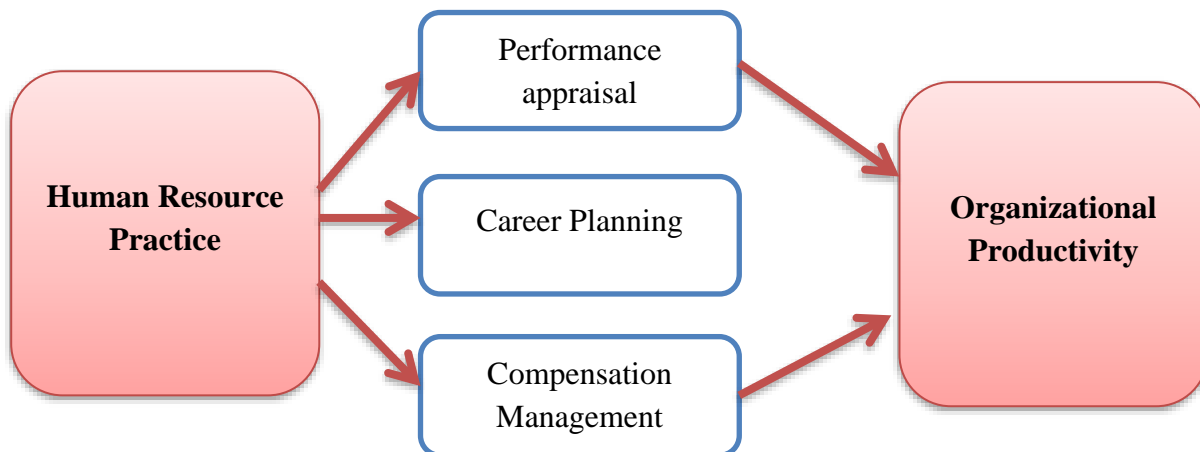 Human Resource
Practice
Performance
appraisal
Career Planning
Compensation
Management
Organizational
Productivity